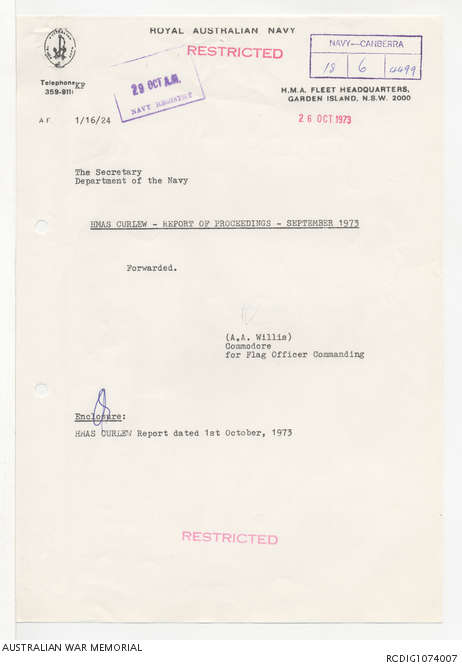 ROYAL AUSTRALIAN NAVY
RESTRICTED
NAVY—CANBERRA
18 6 4499
29 OCT A.M.
NAVY REGISTRY
Telephone KF
359-9111
H.M.A. FLEET HEADQUARTERS,
GARDEN ISLAND, N.S.W. 2000
A.F. 1/16/24
26 OCT 1973
The Secretary
Department of the Navy
HMAS CURLEW - REPORT OF PROCEEDINGS - SEPTEMBER 1973
Forwarded.
(A.A. Willis)
Commodore
for Flag Officer Commanding
Enclosure:
HMAS CURLEW Report dated 1st October, 1973
RESTRICTED
AUSTRALIAN WAR MEMORIAL
RCDIG1074007